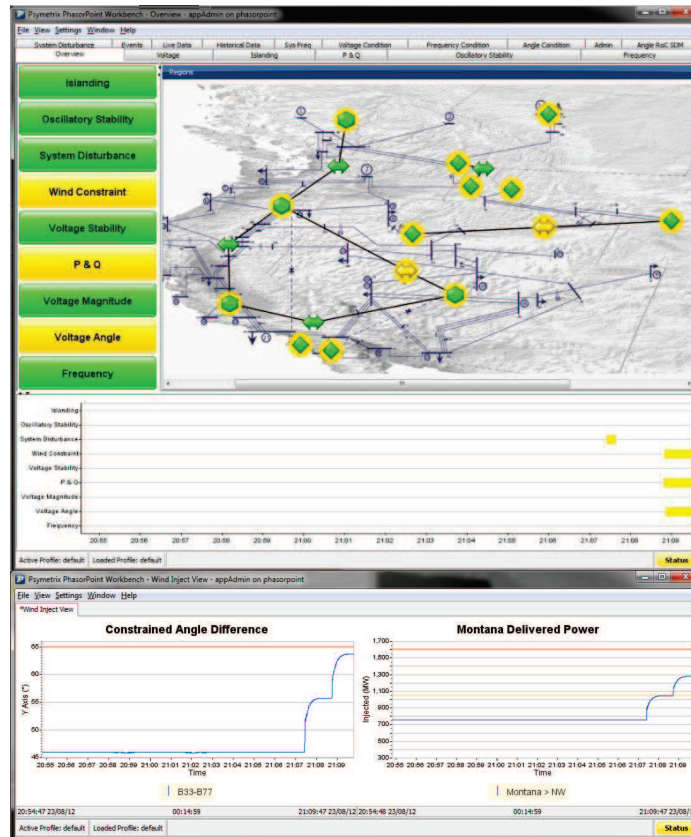 Psymetrix PhasorPoint Workbench - Overview - appAdmin on phasorpoint
File View Settings Window Help
System Disturbance Events Live Data Historical Data Sys Freq Voltage Condition Frequency Condition Angle Condition Admin Angle RoC SDM
Overview Voltage Islanding P & Q Oscillatory Stability Frequency
Regions
Islanding
Oscillatory Stability
System Disturbance
Wind Constraint
Voltage Stability
P & Q
Voltage Magnitude
Voltage Angle
Frequency
Islanding
Oscillatory Stability
System Disturbance
Wind Constraint
Voltage Stability
P & Q
Voltage Magnitude
Voltage Angle
Frequency
20:55 20:56 20:57 20:58 20:59 21:00 21:01 21:02 21:03 21:04 21:05 21:06 21:07 21:08 21:09
Active Profile: default Loaded Profile: default Status
Psymetrix PhasorPoint Workbench - Wind Inject View - appAdmin on phasorpoint
File View Settings Window Help
*Wind Inject View
Constrained Angle Difference
65
60
55
50
45
Y Axis (°)
20:55 20:56 20:57 20:58 20:59 21:00 21:01 21:02 21:03 21:04 21:05 21:06 21:07 21:08 21:09
Time
B33-B77
Montana Delivered Power
1,700
1,500
1,300
1,100
900
700
500
300
Injected (MW)
20:55 20:56 20:57 20:58 20:59 21:00 21:01 21:02 21:03 21:04 21:05 21:06 21:07 21:08 21:09
Time
Montana > NW
20:54:47 23/08/12 00:14:59 21:09:47 23/08/12
20:54:48 23/08/12 00:14:59 21:09:47 23/08/12
Active Profile: default Loaded Profile: default Status